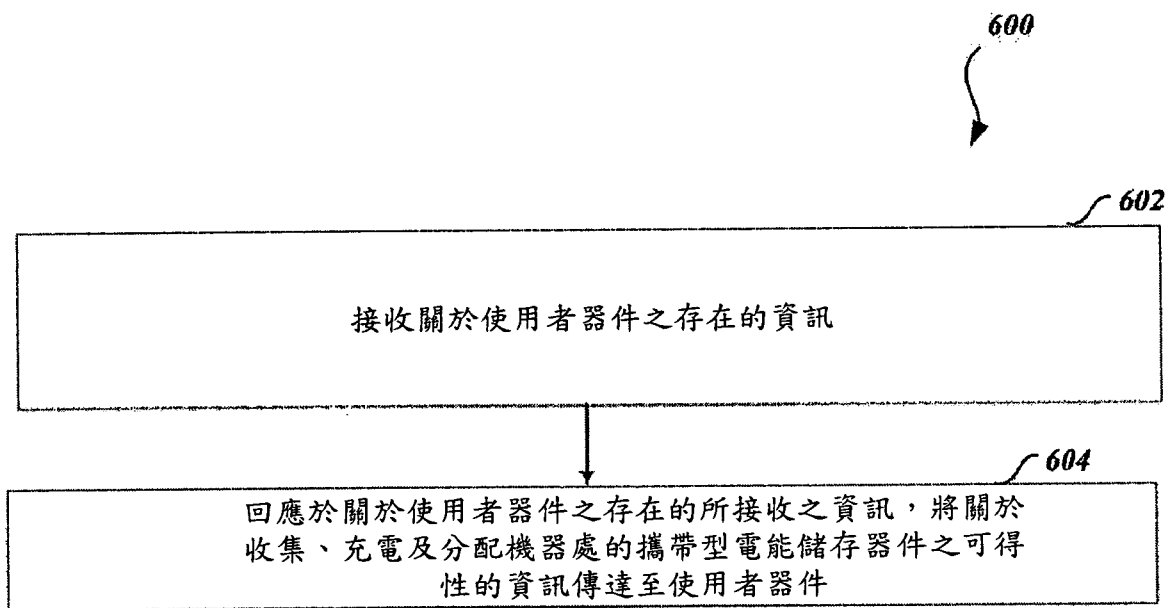 600
602
接收關於使用者器件之存在的資訊
604
回應於關於使用者器件之存在的所接收之資訊，將關於
收集、充電及分配機器處的攜帶型電能儲存器件之可得
性的資訊傳達至使用者器件